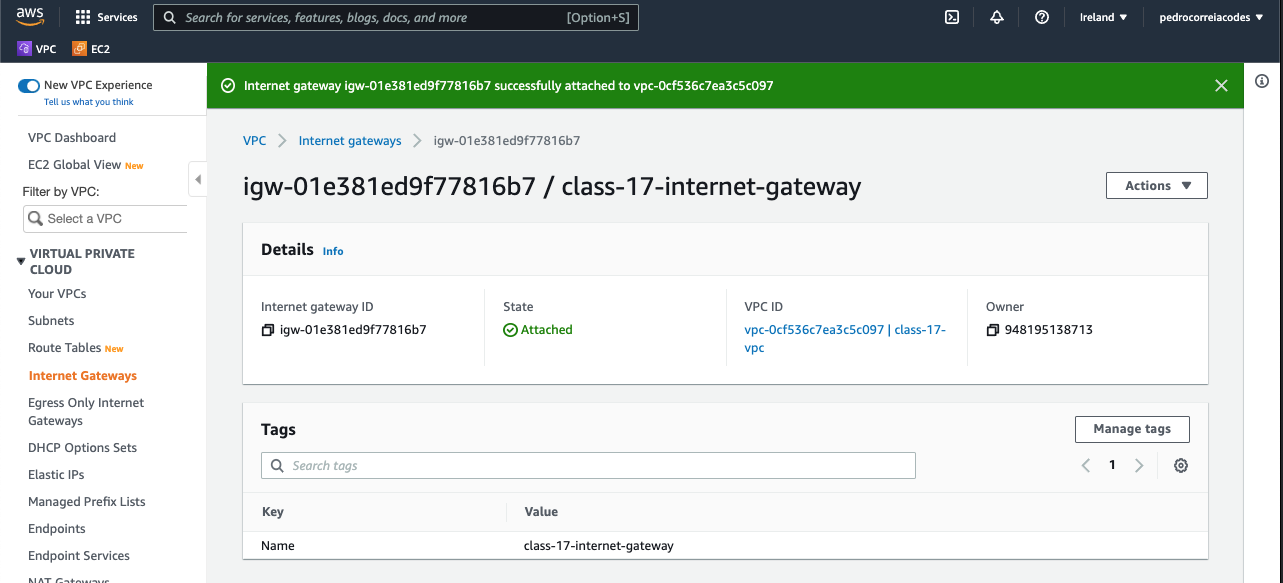 aws
Services
Search for services, features, blogs, docs, and more
[Option+S]
Ireland ▼
pedrocorreiacodes ▼
VPC
EC2
New VPC Experience
Tell us what you think
Internet gateway igw-01e381ed9f77816b7 successfully attached to vpc-0cf536c7ea3c5c097
VPC Dashboard
EC2 Global View New
Filter by VPC:
Select a VPC
VIRTUAL PRIVATE
CLOUD
Your VPCs
Subnets
Route Tables New
Internet Gateways
Egress Only Internet
Gateways
DHCP Options Sets
Elastic IPs
Managed Prefix Lists
Endpoints
Endpoint Services
NAT Gateways
VPC > Internet gateways > igw-01e381ed9f77816b7
igw-01e381ed9f77816b7 / class-17-internet-gateway
Actions ▼
Details Info
Internet gateway ID
igw-01e381ed9f77816b7
State
Attached
VPC ID
vpc-0cf536c7ea3c5c097 | class-17-
vpc
Owner
948195138713
Tags
Manage tags
Search tags
1
Key
Value
Name
class-17-internet-gateway